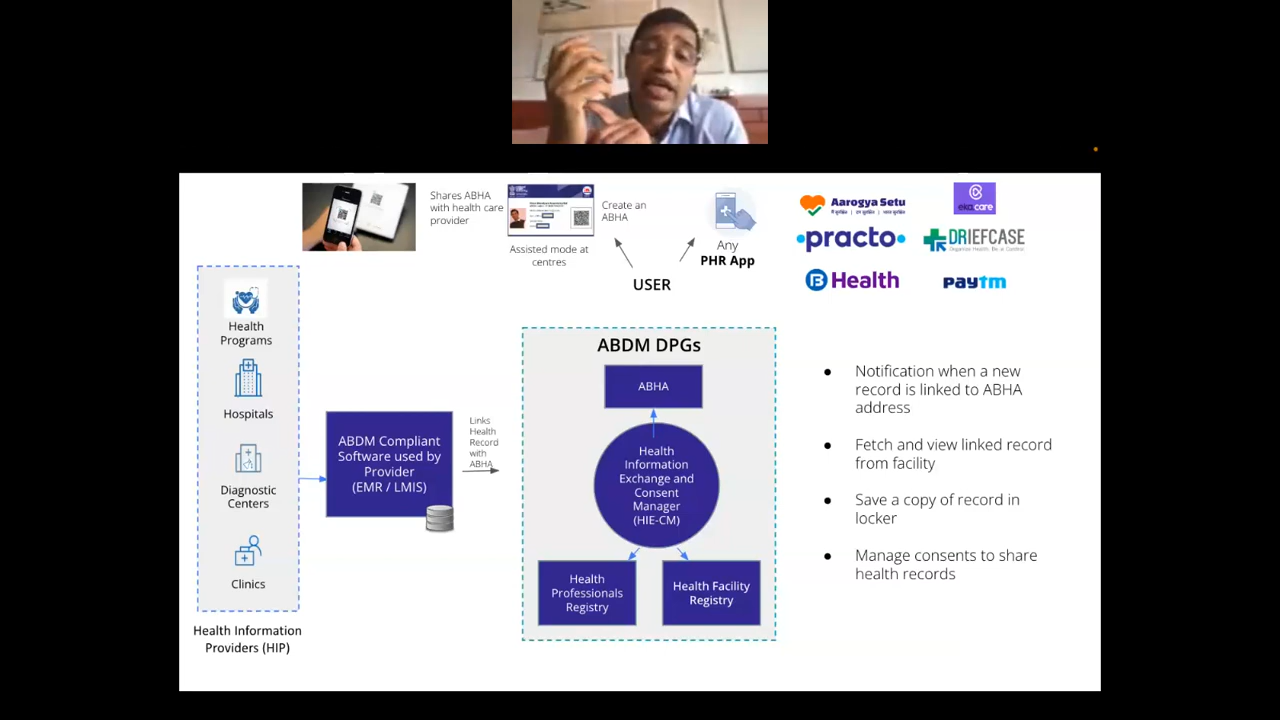 Shares ABHA
with health care
provider
Assisted mode at
centres
Create an
ABHA
Any
PHR App
USER
Aarogya Setu
eka.care
practo
DRiEFCASE
B Health
paytm
Health
Programs
Hospitals
Diagnostic
Centers
Clinics
Health Information
Providers (HIP)
ABDM Compliant
Software used by
Provider
(EMR / LMIS)
Links
Health
Record
with
ABHA
ABDM DPGs
ABHA
Health
Information
Exchange and
Consent
Manager
(HIE-CM)
Health
Professionals
Registry
Health Facility
Registry
● Notification when a new
record is linked to ABHA
address
● Fetch and view linked record
from facility
● Save a copy of record in
locker
● Manage consents to share
health records